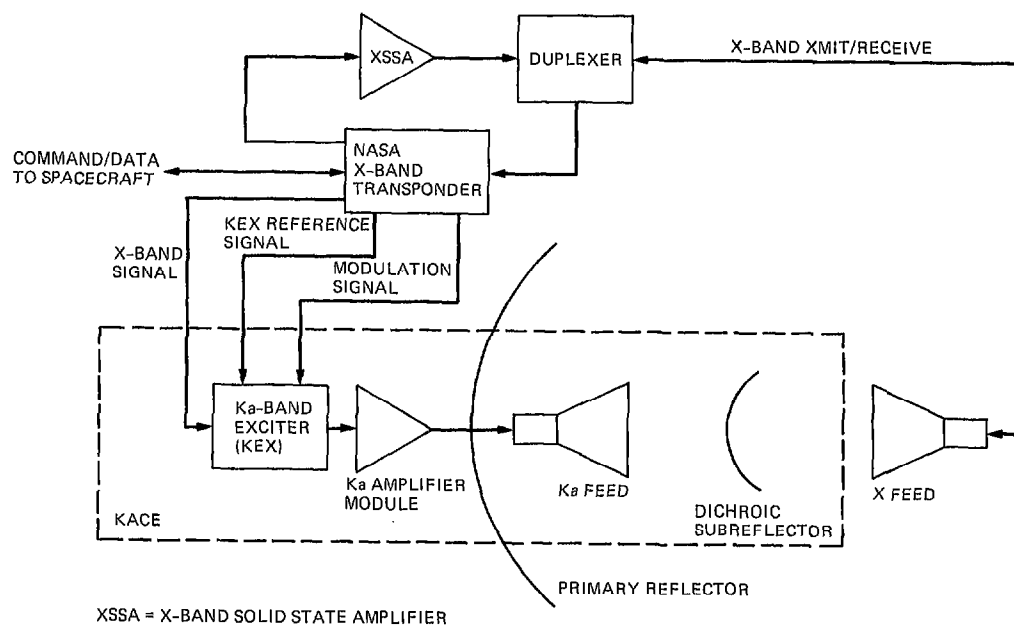 XSSA
DUPLEXER
X-BAND XMIT/RECEIVE
NASA
X-BAND
TRANSPONDER
COMMAND/DATA
TO SPACECRAFT
KEX REFERENCE
SIGNAL
X-BAND
SIGNAL
MODULATION
SIGNAL
Ka-BAND
EXCITER
(KEX)
Ka AMPLIFIER
MODULE
Ka FEED
X FEED
DICHROIC
SUBREFLECTOR
KACE
PRIMARY REFLECTOR
XSSA = X-BAND SOLID STATE AMPLIFIER